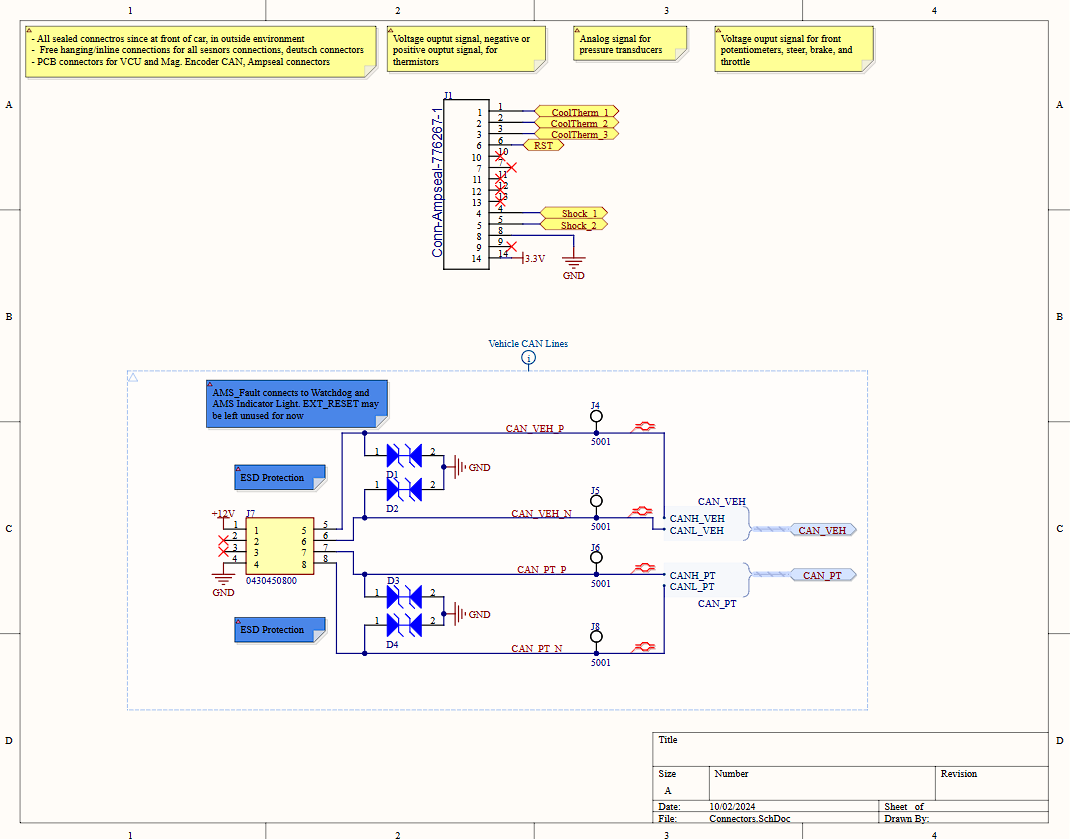 1 2 3 4
- All sealed connectros since at front of car, in outside environment
- Free hanging/inline connections for all sesnors connections, deutsch connectors
- PCB connectors for VCU and Mag. Encoder CAN, Ampseal connectors
Voltage ouptut signal, negative or
positive ouptut signal, for
thermistors
Analog signal for
pressure transducers
Voltage ouput signal for front
potentiometers, steer, brake, and
throttle
A A
J1
Conn-Ampseal-776267-1
1 1 CoolTherm_1
2 2 CoolTherm_2
3 3 CoolTherm_3
6 6 RST
10 10
7 7
11 11
12 12
13 13
4 4 Shock_1
5 5 Shock_2
8 8
9 9
14 14 3.3V
GND
B B
Vehicle CAN Lines
i
AMS_Fault connects to Watchdog and
AMS Indicator Light. EXT_RESET may
be left unused for now
J4
CAN_VEH_P
5001
1 2
D1
GND
ESD Protection
1 2
D2
J5
CAN_VEH_N
5001
CAN_VEH
CANH_VEH
CANL_VEH
CAN_VEH
C C
+12V J7
1 1 5 5
2 2 6 6
3 3 7 7
4 4 8 8
0430450800
GND
J6
CAN_PT_P
5001
CANH_PT
CANL_PT
CAN_PT
CAN_PT
D3
1 2
GND
1 2
D4
ESD Protection
J8
CAN_PT_N
5001
D D
Title
Size Number Revision
A
Date: 10/02/2024 Sheet of
File: Connectors.SchDoc Drawn By:
1 2 3 4